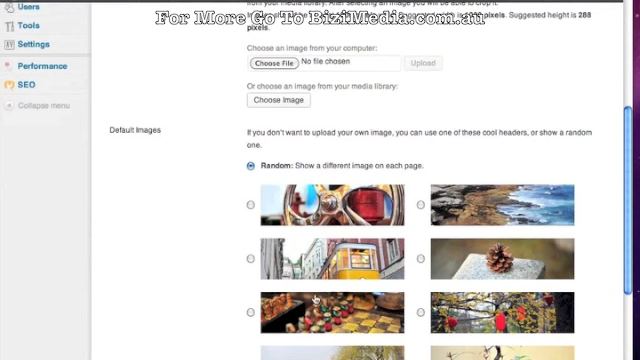 Users
Tools
Settings
Performance
SEO
Collapse menu
For More Go To BiziMedia.com.au
pixels. Suggested height is 288
pixels.
Choose an image from your computer:
Choose File No file chosen Upload
Or choose an image from your media library:
Choose Image
Default Images
If you don't want to upload your own image, you can use one of these cool headers, or show a random
one.
Random: Show a different image on each page.